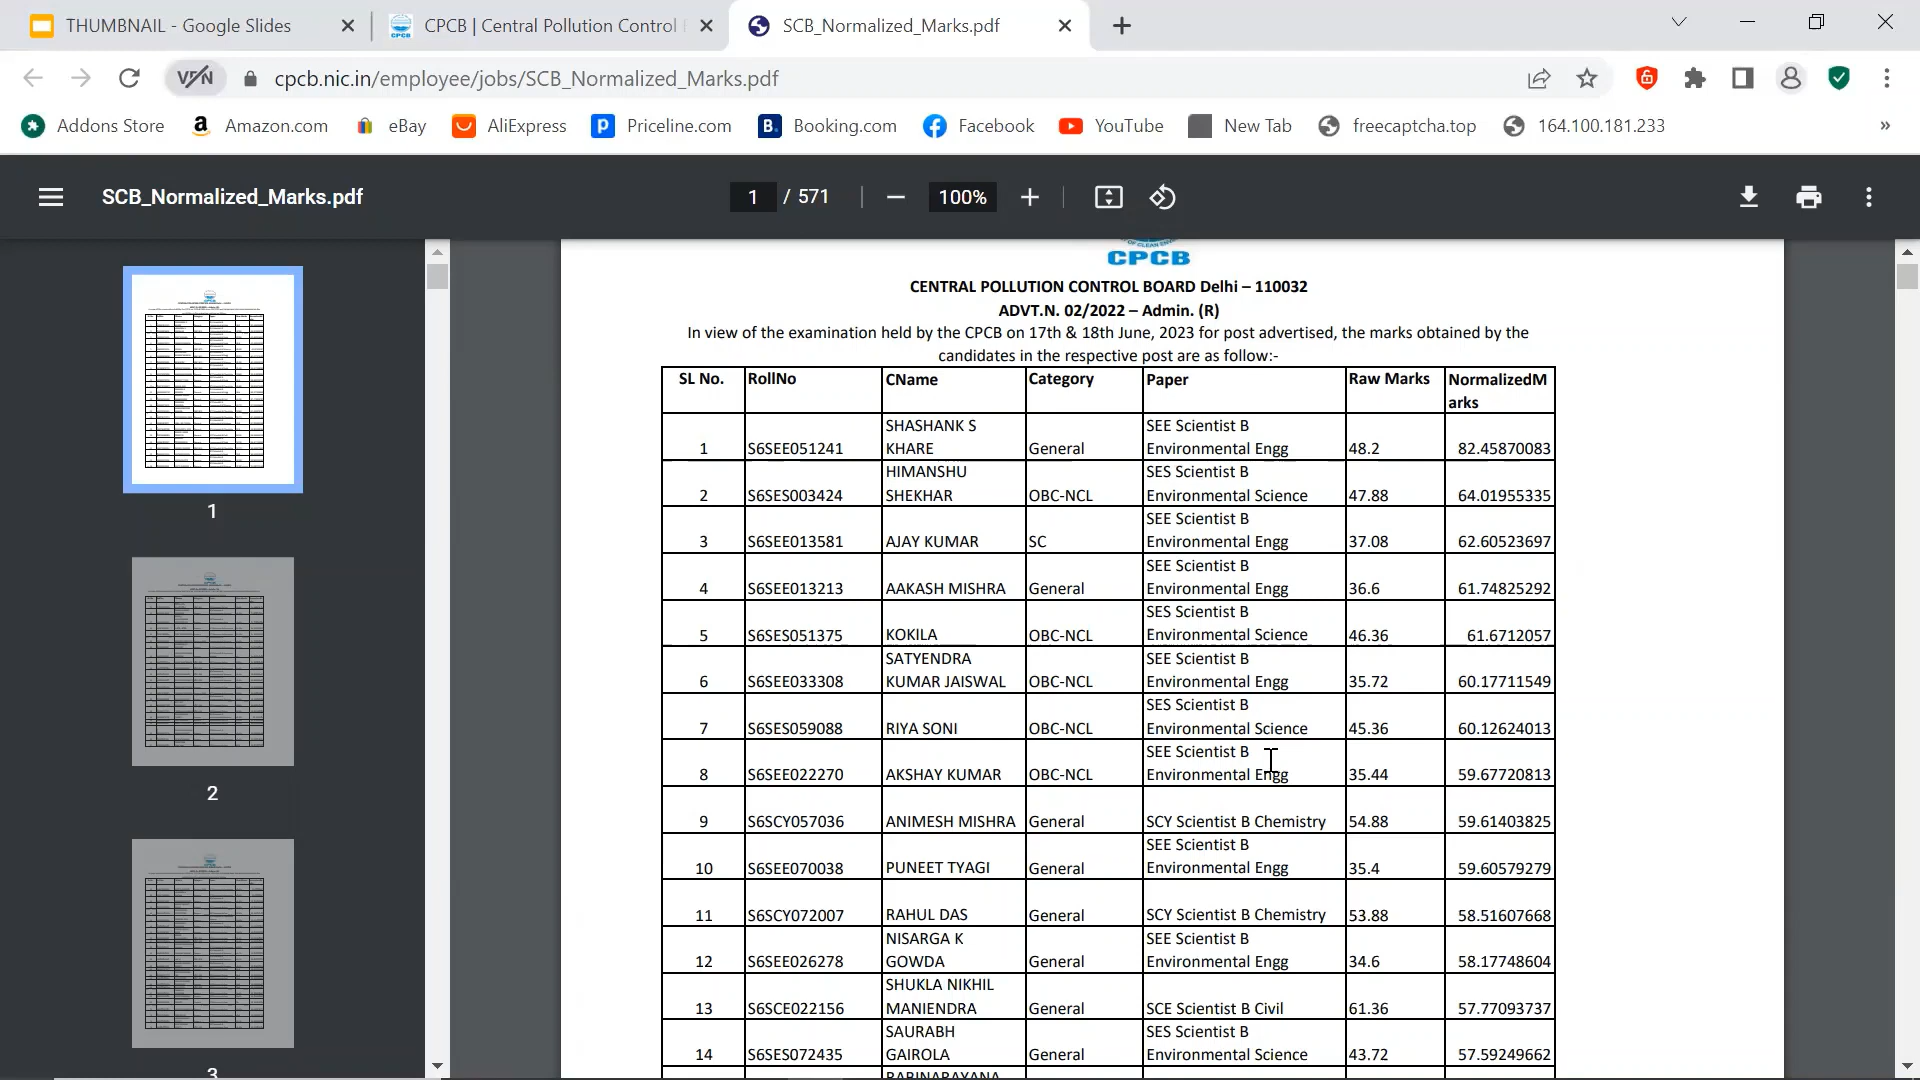 THUMBNAIL - Google Slides
CPCB | Central Pollution Control
SCB_Normalized_Marks.pdf
VPN cpcb.nic.in/employee/jobs/SCB_Normalized_Marks.pdf
Addons Store Amazon.com eBay AliExpress Priceline.com Booking.com Facebook YouTube New Tab freecaptcha.top 164.100.181.233 »
SCB_Normalized_Marks.pdf 1 / 571 100%
1
2
3
CPCB
CENTRAL POLLUTION CONTROL BOARD Delhi – 110032
ADVT.N. 02/2022 – Admin. (R)
In view of the examination held by the CPCB on 17th & 18th June, 2023 for post advertised, the marks obtained by the
candidates in the respective post are as follow:-
SL No. RollNo CName Category Paper Raw Marks NormalizedM
arks
SHASHANK S SEE Scientist B
1 S6SEE051241 KHARE General Environmental Engg 48.2 82.45870083
HIMANSHU SES Scientist B
2 S6SES003424 SHEKHAR OBC-NCL Environmental Science 47.88 64.01955335
SEE Scientist B
3 S6SEE013581 AJAY KUMAR SC Environmental Engg 37.08 62.60523697
SEE Scientist B
4 S6SEE013213 AAKASH MISHRA General Environmental Engg 36.6 61.74825292
SES Scientist B
5 S6SES051375 KOKILA OBC-NCL Environmental Science 46.36 61.6712057
SATYENDRA SEE Scientist B
6 S6SEE033308 KUMAR JAISWAL OBC-NCL Environmental Engg 35.72 60.17711549
SES Scientist B
7 S6SES059088 RIYA SONI OBC-NCL Environmental Science 45.36 60.12624013
SEE Scientist B
8 S6SEE022270 AKSHAY KUMAR OBC-NCL Environmental Engg 35.44 59.67720813
9 S6SCY057036 ANIMESH MISHRA General SCY Scientist B Chemistry 54.88 59.61403825
SEE Scientist B
10 S6SEE070038 PUNEET TYAGI General Environmental Engg 35.4 59.60579279
11 S6SCY072007 RAHUL DAS General SCY Scientist B Chemistry 53.88 58.51607668
NISARGA K SEE Scientist B
12 S6SEE026278 GOWDA General Environmental Engg 34.6 58.17748604
SHUKLA NIKHIL
13 S6SCE022156 MANIENDRA General SCE Scientist B Civil 61.36 57.77093737
SAURABH SES Scientist B
14 S6SES072435 GAIROLA General Environmental Science 43.72 57.59249662